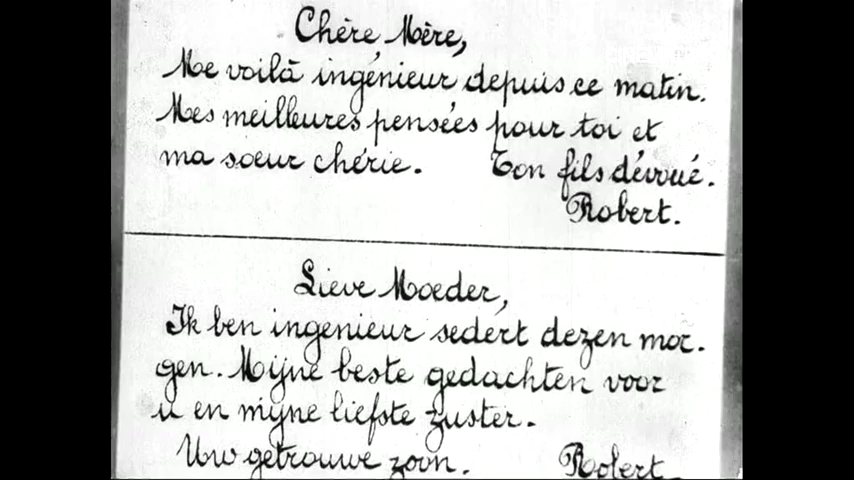 Chère Mère,
Me voilà ingénieur depuis ce matin.
Mes meilleures pensées pour toi et
ma soeur chérie. Ton fils dévoué.
Robert.
Lieve Moeder,
Ik ben ingenieur sedert dezen mor-
gen. Mijne beste gedachten voor
u en mijne liefste zuster.
Uw getrouwe zoon. Robert